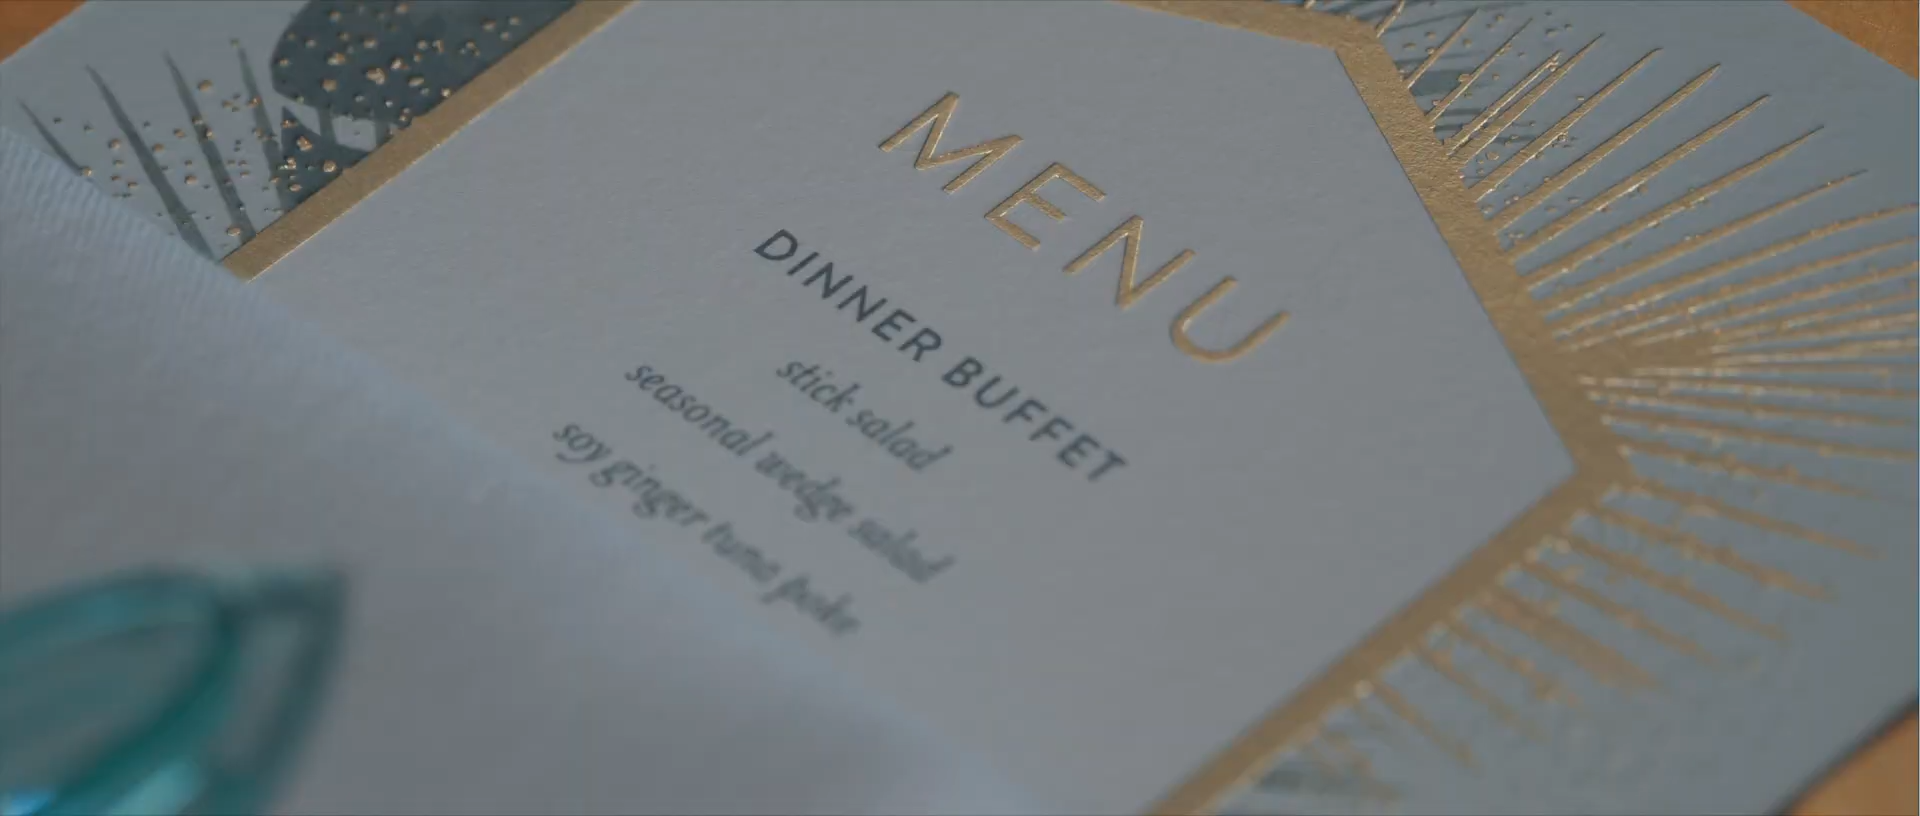 MENU
DINNER BUFFET
stick salad
seasonal wedge salad
soy ginger tuna poke